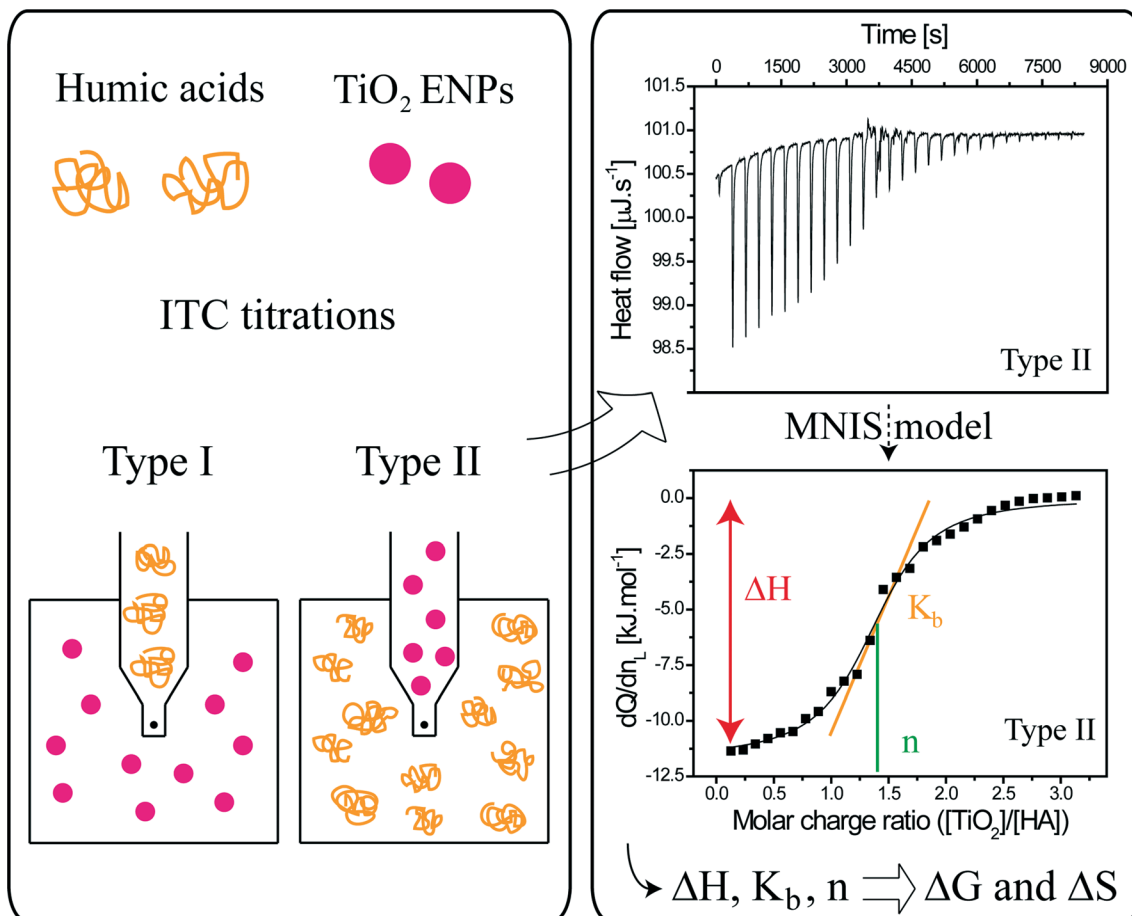 Humic acids
TiO₂ ENPs
ITC titrations
Type I
Type II
Time [s]
0 1500 3000 4500 6000 7500 9000
101.5
101.0
100.5
100.0
99.5
99.0
98.5
Heat flow [µJ.s⁻¹]
Type II
MNIS model
0.0
-2.5
-5.0
-7.5
-10.0
-12.5
dQ/dn_L [kJ.mol⁻¹]
ΔH
K_b
n
Type II
0.0 0.5 1.0 1.5 2.0 2.5 3.0
Molar charge ratio ([TiO₂]/[HA])
ΔH, K_b, n ⇒ ΔG and ΔS